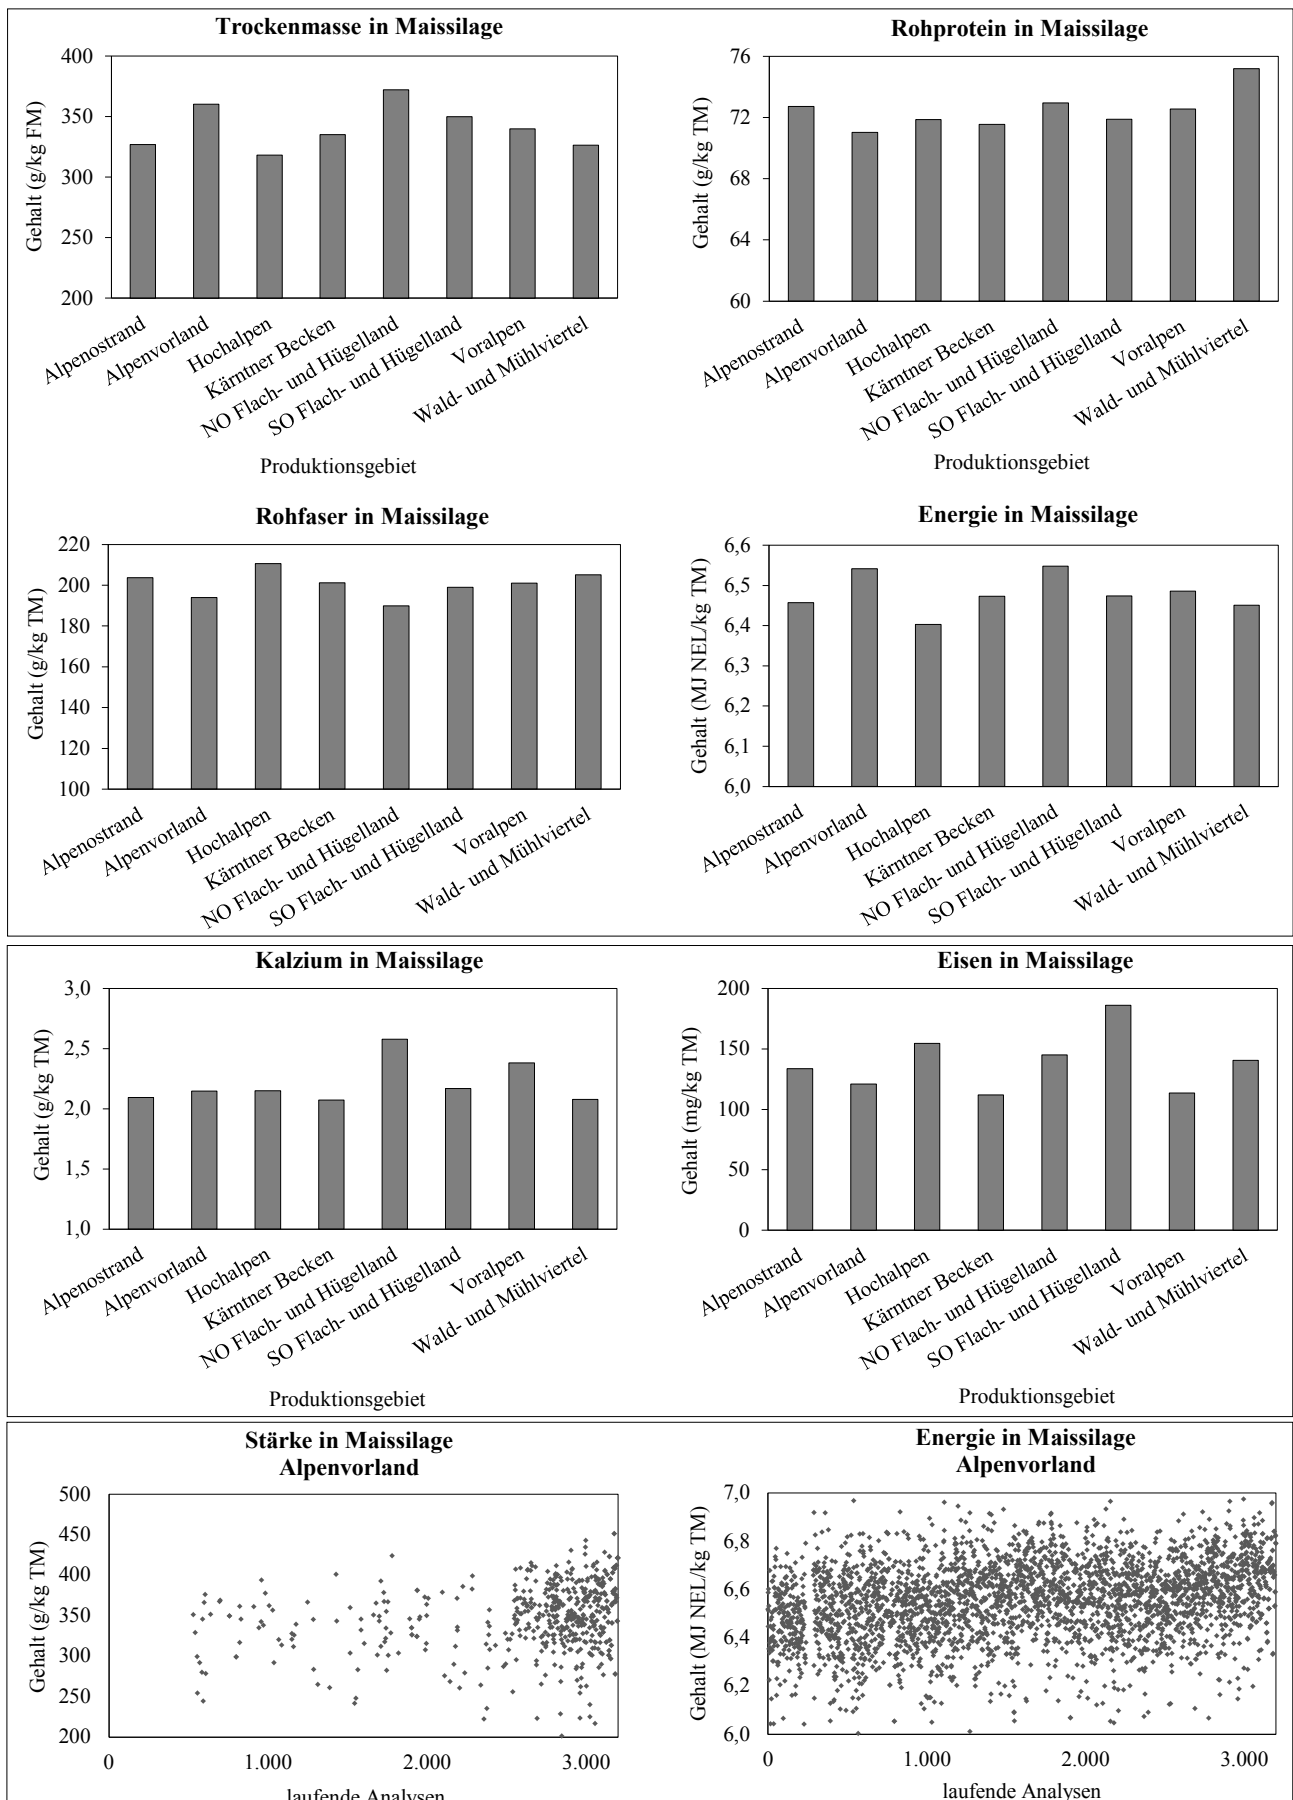 Trockenmasse in Maissilage
Gehalt (g/kg FM)
400
350
300
250
200
Alpenostrand
Alpenvorland
Hochalpen
Kärntner Becken
NO Flach- und Hügelland
SO Flach- und Hügelland
Voralpen
Wald- und Mühlviertel
Produktionsgebiet
Rohprotein in Maissilage
Gehalt (g/kg TM)
76
72
68
64
60
Alpenostrand
Alpenvorland
Hochalpen
Kärntner Becken
NO Flach- und Hügelland
SO Flach- und Hügelland
Voralpen
Wald- und Mühlviertel
Produktionsgebiet
Rohfaser in Maissilage
Gehalt (g/kg TM)
220
200
180
160
140
120
100
Alpenostrand
Alpenvorland
Hochalpen
Kärntner Becken
NO Flach- und Hügelland
SO Flach- und Hügelland
Voralpen
Wald- und Mühlviertel
Energie in Maissilage
Gehalt (MJ NEL/kg TM)
6,6
6,5
6,4
6,3
6,2
6,1
6,0
Alpenostrand
Alpenvorland
Hochalpen
Kärntner Becken
NO Flach- und Hügelland
SO Flach- und Hügelland
Voralpen
Wald- und Mühlviertel
Kalzium in Maissilage
Gehalt (g/kg TM)
3,0
2,5
2,0
1,5
1,0
Alpenostrand
Alpenvorland
Hochalpen
Kärntner Becken
NO Flach- und Hügelland
SO Flach- und Hügelland
Voralpen
Wald- und Mühlviertel
Produktionsgebiet
Eisen in Maissilage
Gehalt (mg/kg TM)
200
150
100
50
0
Alpenostrand
Alpenvorland
Hochalpen
Kärntner Becken
NO Flach- und Hügelland
SO Flach- und Hügelland
Voralpen
Wald- und Mühlviertel
Produktionsgebiet
Stärke in Maissilage
Alpenvorland
Gehalt (g/kg TM)
500
450
400
350
300
250
200
0 1.000 2.000 3.000
laufende Analysen
Energie in Maissilage
Alpenvorland
Gehalt (MJ NEL/kg TM)
7,0
6,8
6,6
6,4
6,2
6,0
0 1.000 2.000 3.000
laufende Analysen